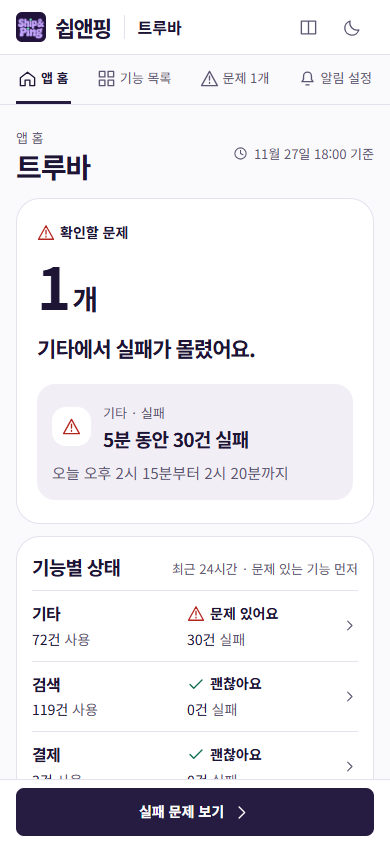 Ship&
Ping
쉽앤핑
트루바
앱 홈
기능 목록
문제 1개
알림 설정
앱 홈
트루바
11월 27일 18:00 기준
확인할 문제
1개
기타에서 실패가 몰렸어요.
기타 · 실패
5분 동안 30건 실패
오늘 오후 2시 15분부터 2시 20분까지
기능별 상태
최근 24시간 · 문제 있는 기능 먼저
기타
문제 있어요
72건 사용
30건 실패
검색
괜찮아요
119건 사용
0건 실패
결제
괜찮아요
실패 문제 보기